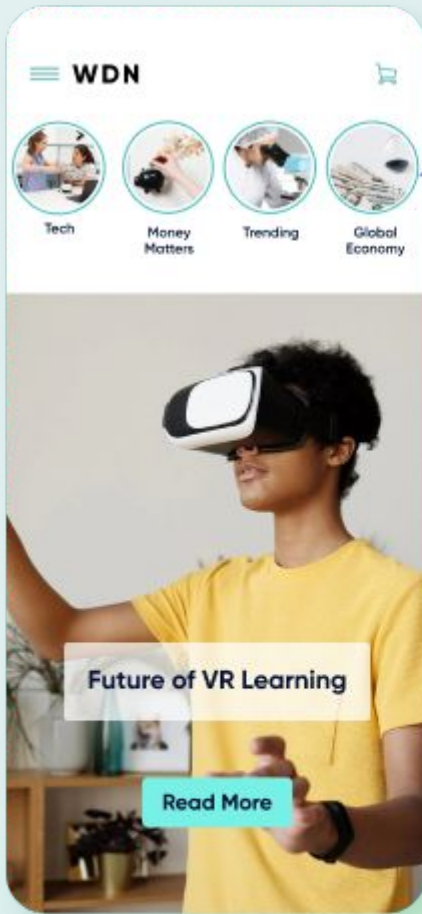 WDN
Tech
Money
Matters
Trending
Global
Economy
Future of VR Learning
Read More